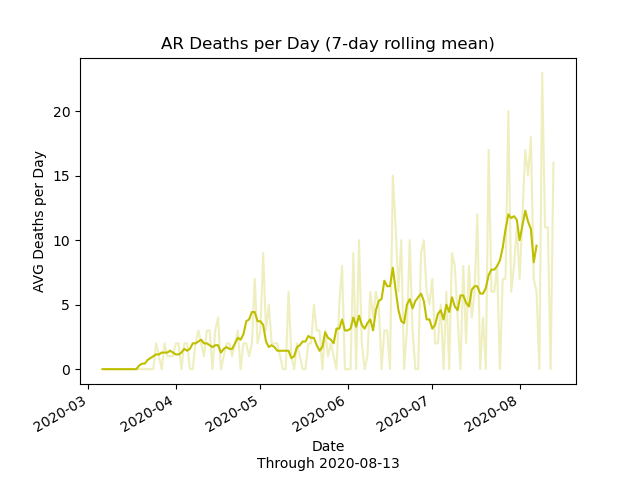 AR Deaths per Day (7-day rolling mean)
AVG Deaths per Day
20
15
10
5
0
2020-03
2020-04
2020-05
2020-06
2020-07
2020-08
Date
Through 2020-08-13